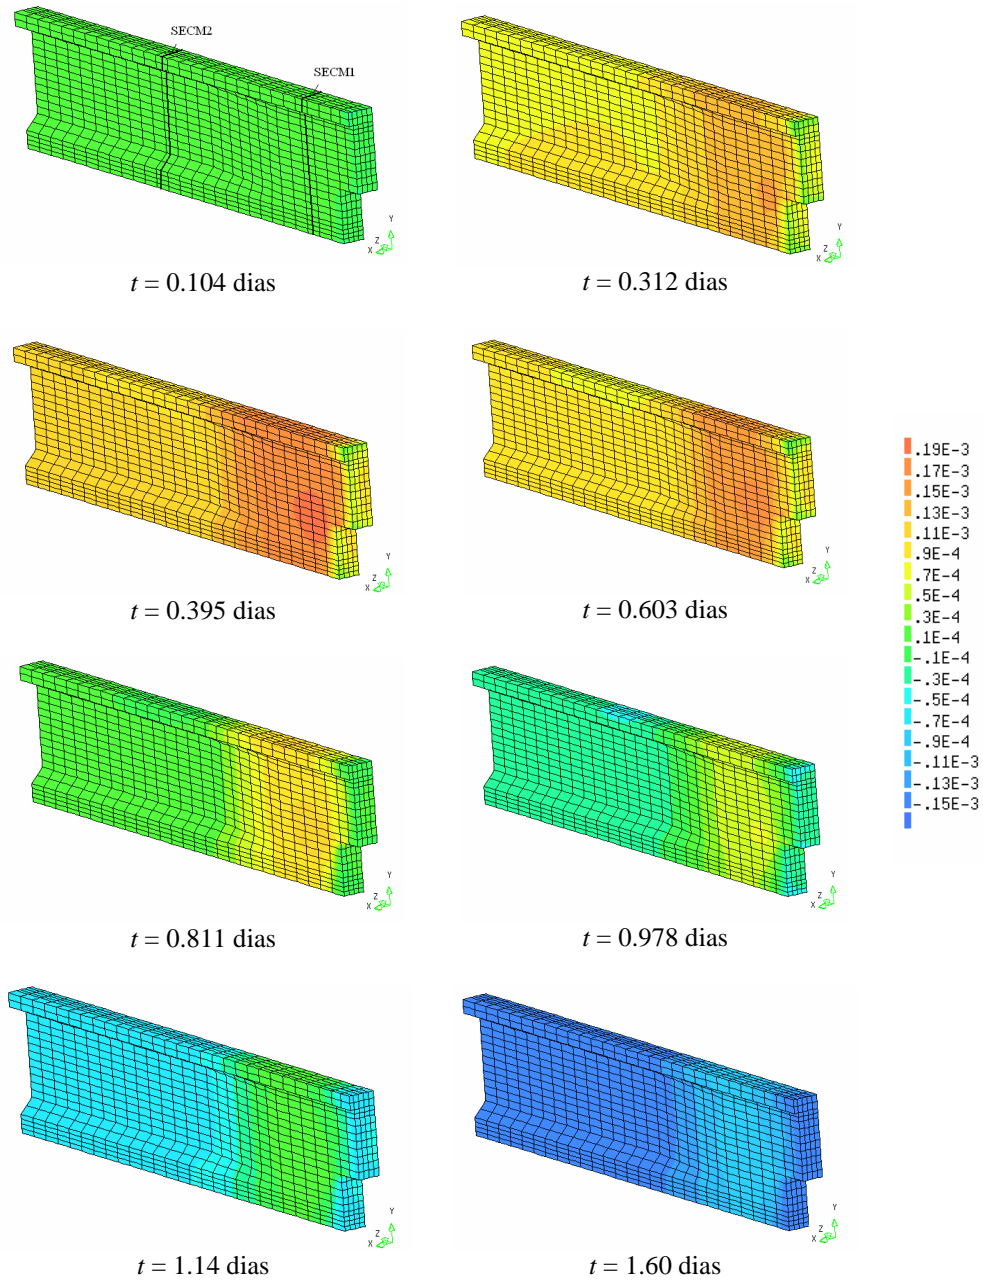 SECM2
SECM1
Y
Z
X
Y
Z
X
t = 0.104 dias
t = 0.312 dias
Y
Z
X
Y
Z
X
t = 0.395 dias
t = 0.603 dias
.19E-3
.17E-3
.15E-3
.13E-3
.11E-3
.9E-4
.7E-4
.5E-4
.3E-4
.1E-4
-.1E-4
-.3E-4
-.5E-4
-.7E-4
-.9E-4
-.11E-3
-.13E-3
-.15E-3
Y
Z
X
Y
Z
X
t = 0.811 dias
t = 0.978 dias
Y
Z
X
Y
Z
X
t = 1.14 dias
t = 1.60 dias